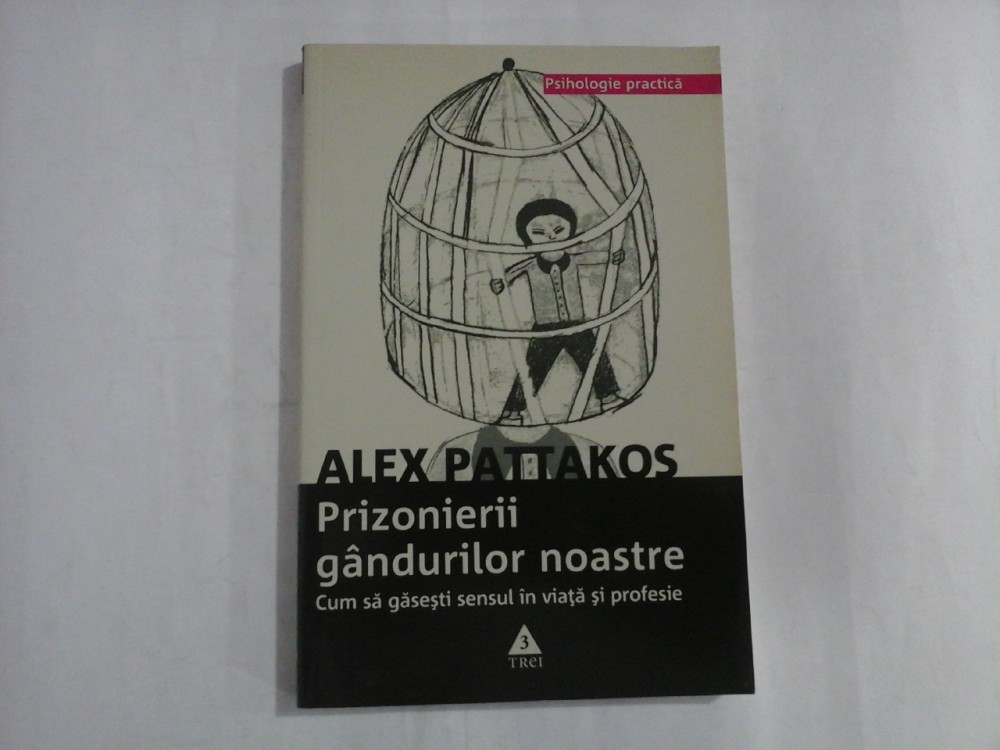 Psihologie practică
ALEX PATTAKOS
Prizonierii
gândurilor noastre
Cum să găsești sensul în viață și profesie
3
TREI